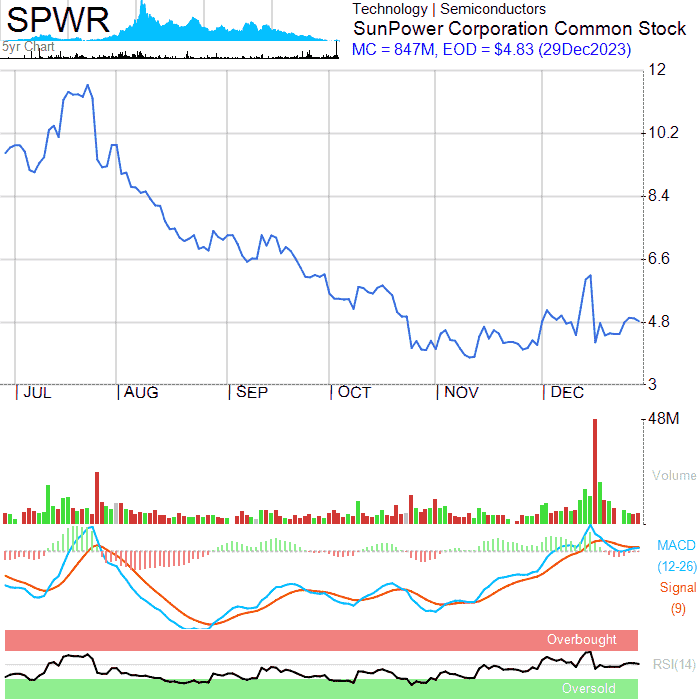 SPWR
5yr Chart
Technology | Semiconductors
SunPower Corporation Common Stock
MC = 847M, EOD = $4.83 (29Dec2023)
12
10.2
8.4
6.6
4.8
3
JUL AUG SEP OCT NOV DEC
48M
Volume
MACD
(12-26)
Signal
(9)
Overbought
RSI(14)
Oversold